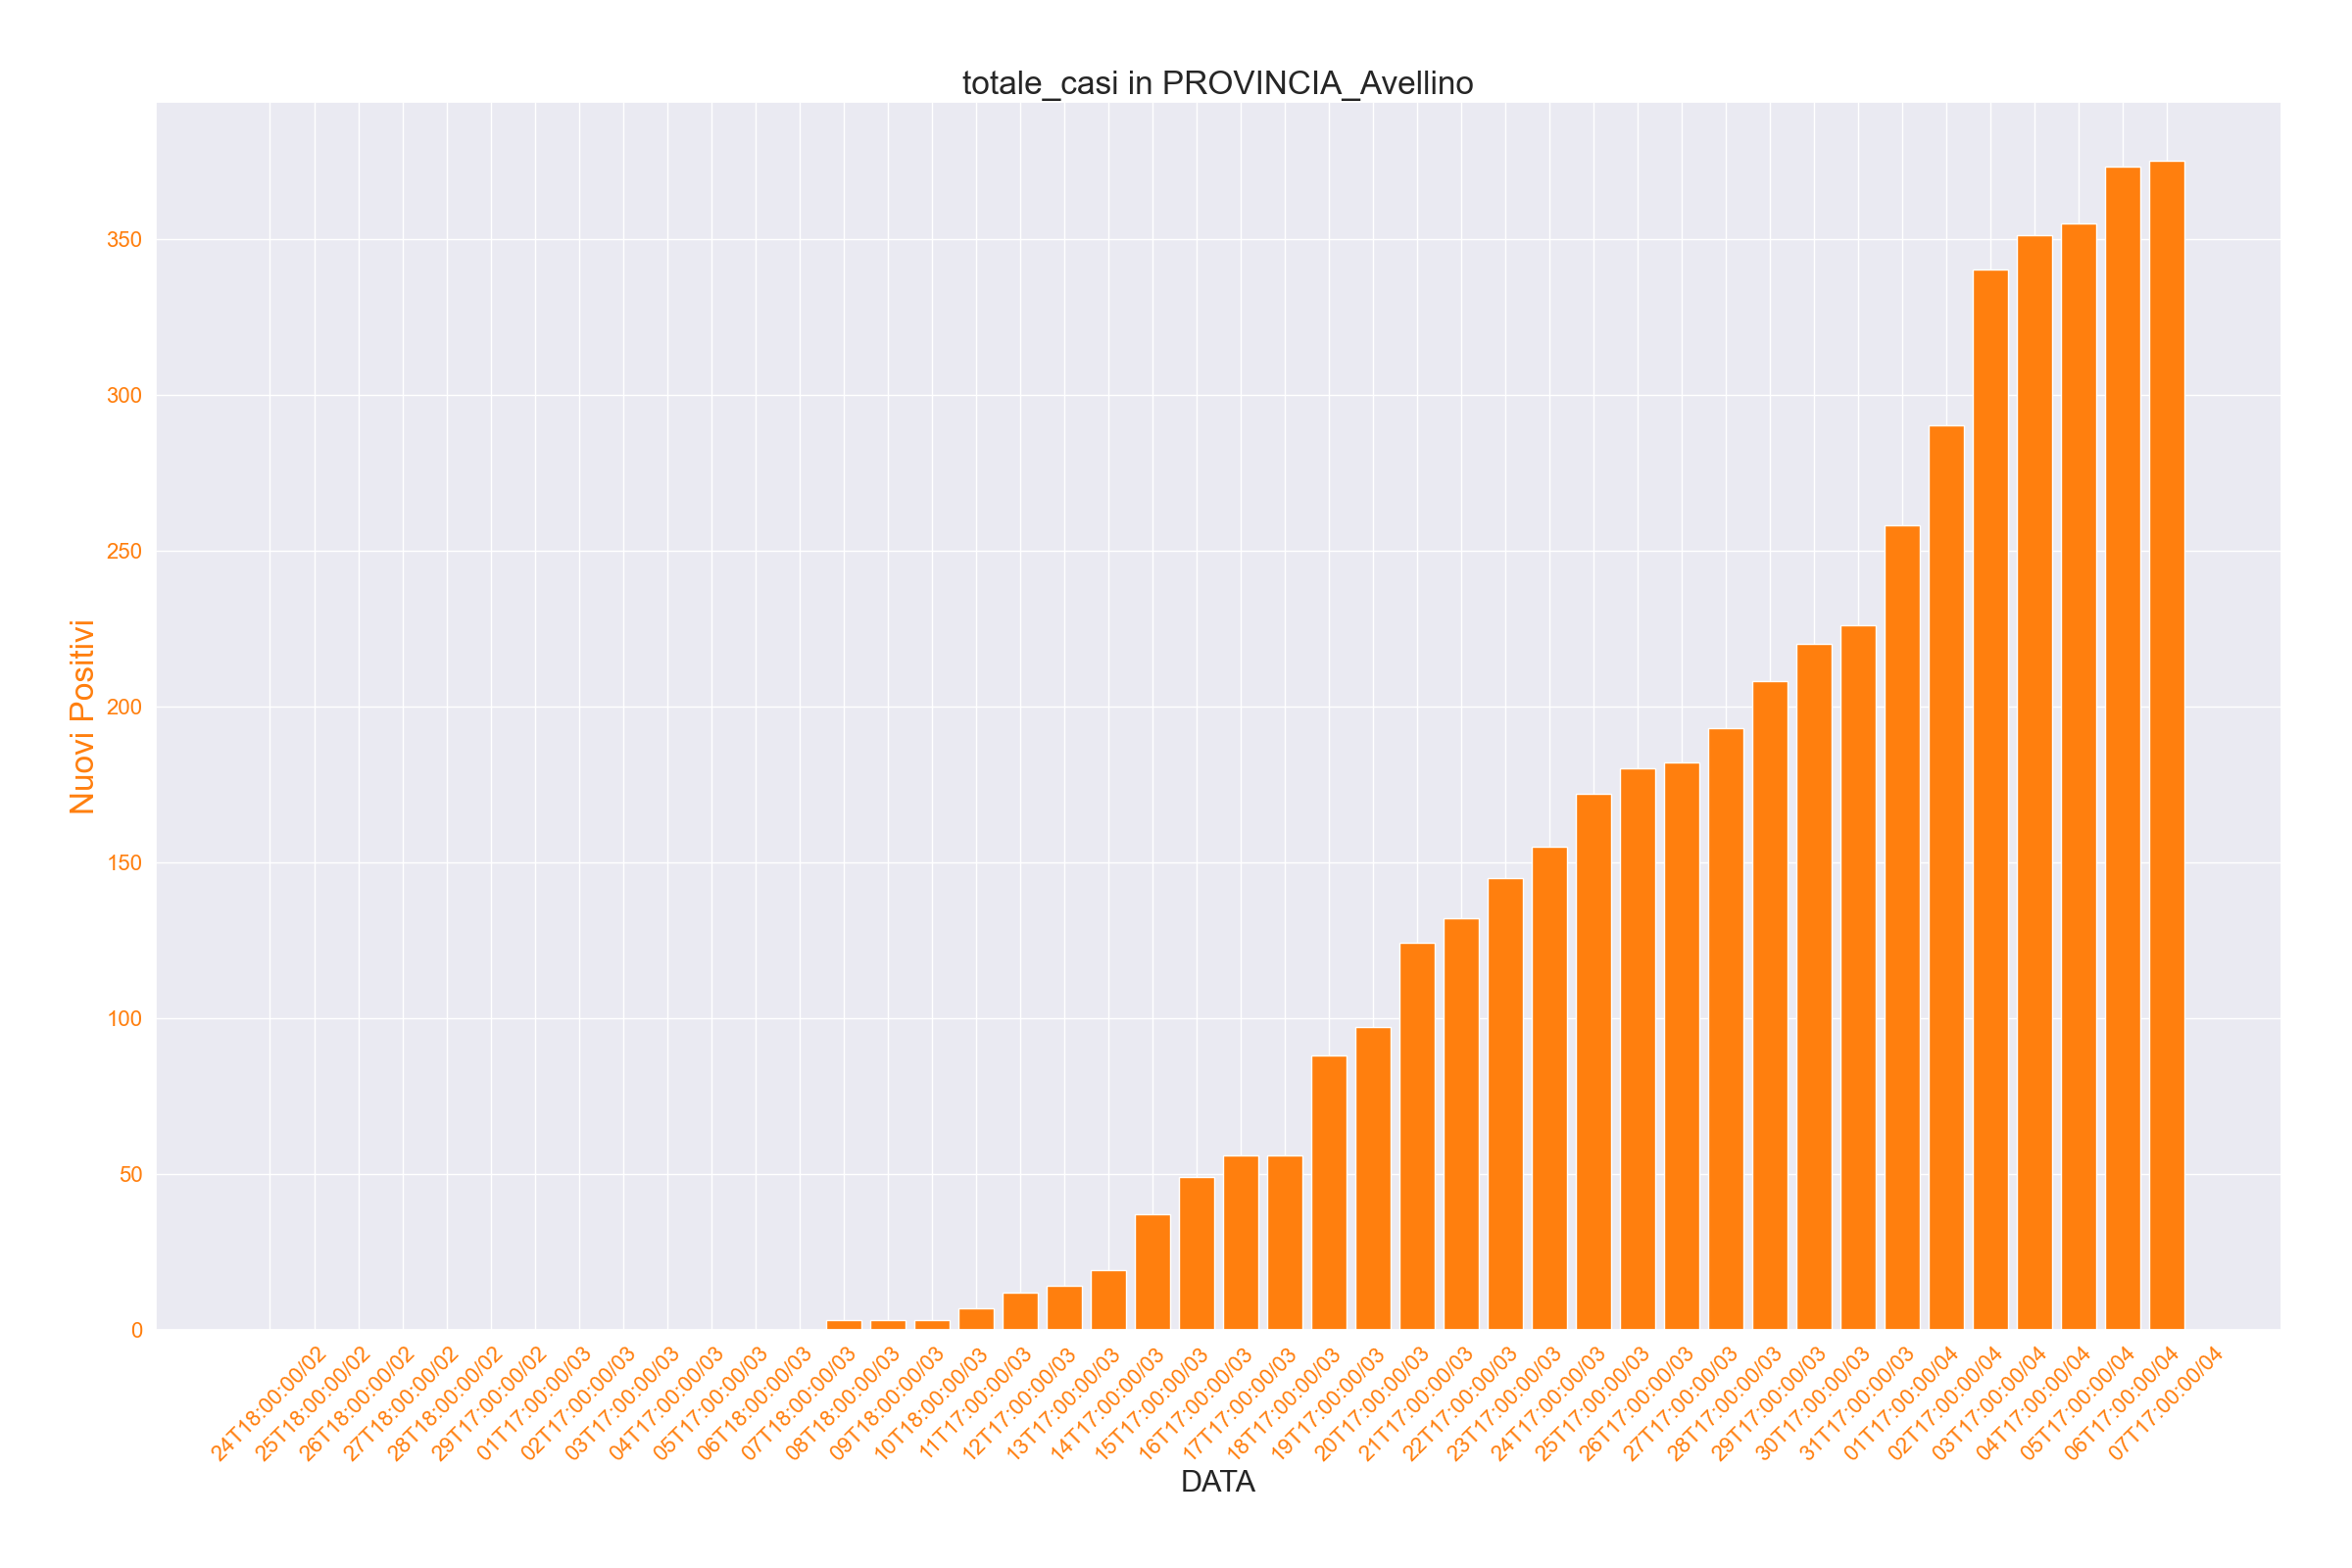 totale_casi in PROVINCIA_Avellino
Nuovi Positivi
350
300
250
200
150
100
50
0
24T18:00:00/02
25T18:00:00/02
26T18:00:00/02
27T18:00:00/02
28T18:00:00/02
29T17:00:00/02
01T17:00:00/03
02T17:00:00/03
03T17:00:00/03
04T17:00:00/03
05T17:00:00/03
06T18:00:00/03
07T18:00:00/03
08T18:00:00/03
09T18:00:00/03
10T18:00:00/03
11T17:00:00/03
12T17:00:00/03
13T17:00:00/03
14T17:00:00/03
15T17:00:00/03
16T17:00:00/03
17T17:00:00/03
18T17:00:00/03
19T17:00:00/03
20T17:00:00/03
21T17:00:00/03
22T17:00:00/03
23T17:00:00/03
24T17:00:00/03
25T17:00:00/03
26T17:00:00/03
27T17:00:00/03
28T17:00:00/03
29T17:00:00/03
30T17:00:00/03
31T17:00:00/03
01T17:00:00/04
02T17:00:00/04
03T17:00:00/04
04T17:00:00/04
05T17:00:00/04
06T17:00:00/04
07T17:00:00/04
DATA